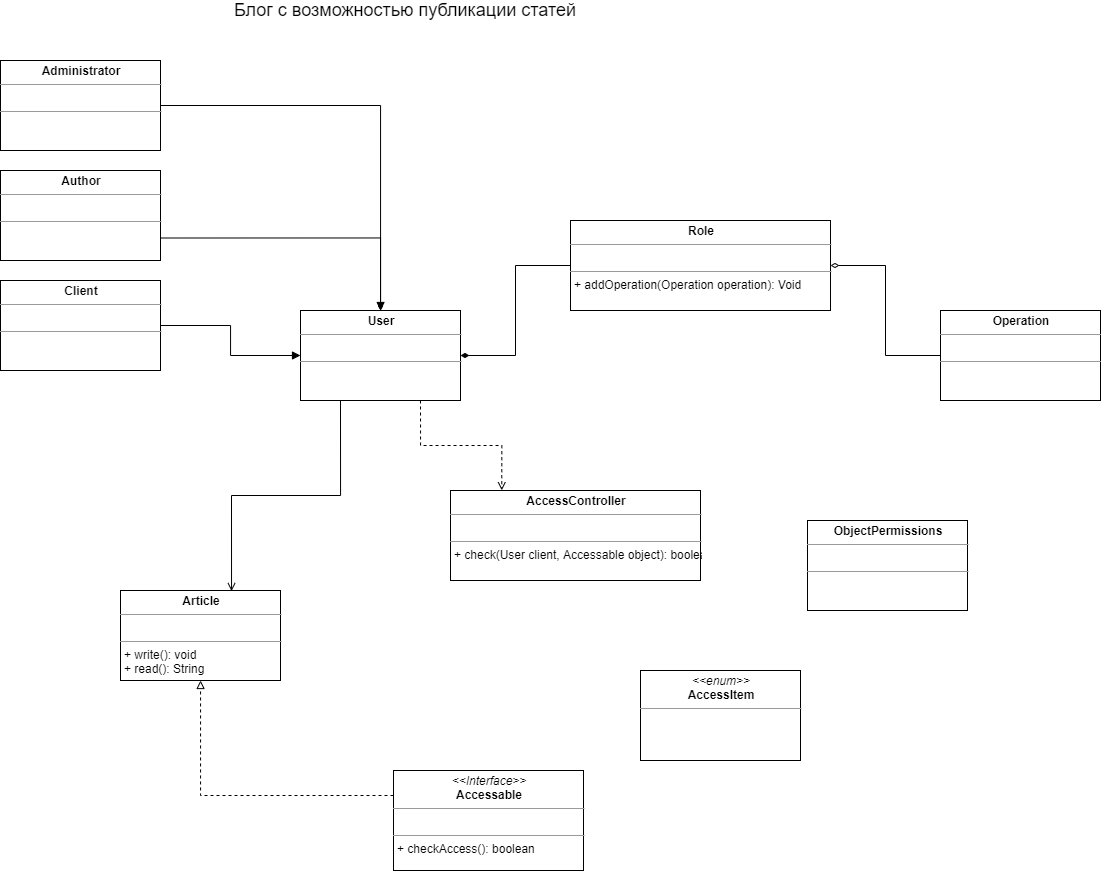 Блог с возможностью публикации статей
Administrator
Author
Client
User
Role
+ addOperation(Operation operation): Void
Operation
AccessController
+ check(User client, Accessable object): boole
ObjectPermissions
Article
+ write(): void
+ read(): String
<<enum>>
AccessItem
<<Interface>>
Accessable
+ checkAccess(): boolean